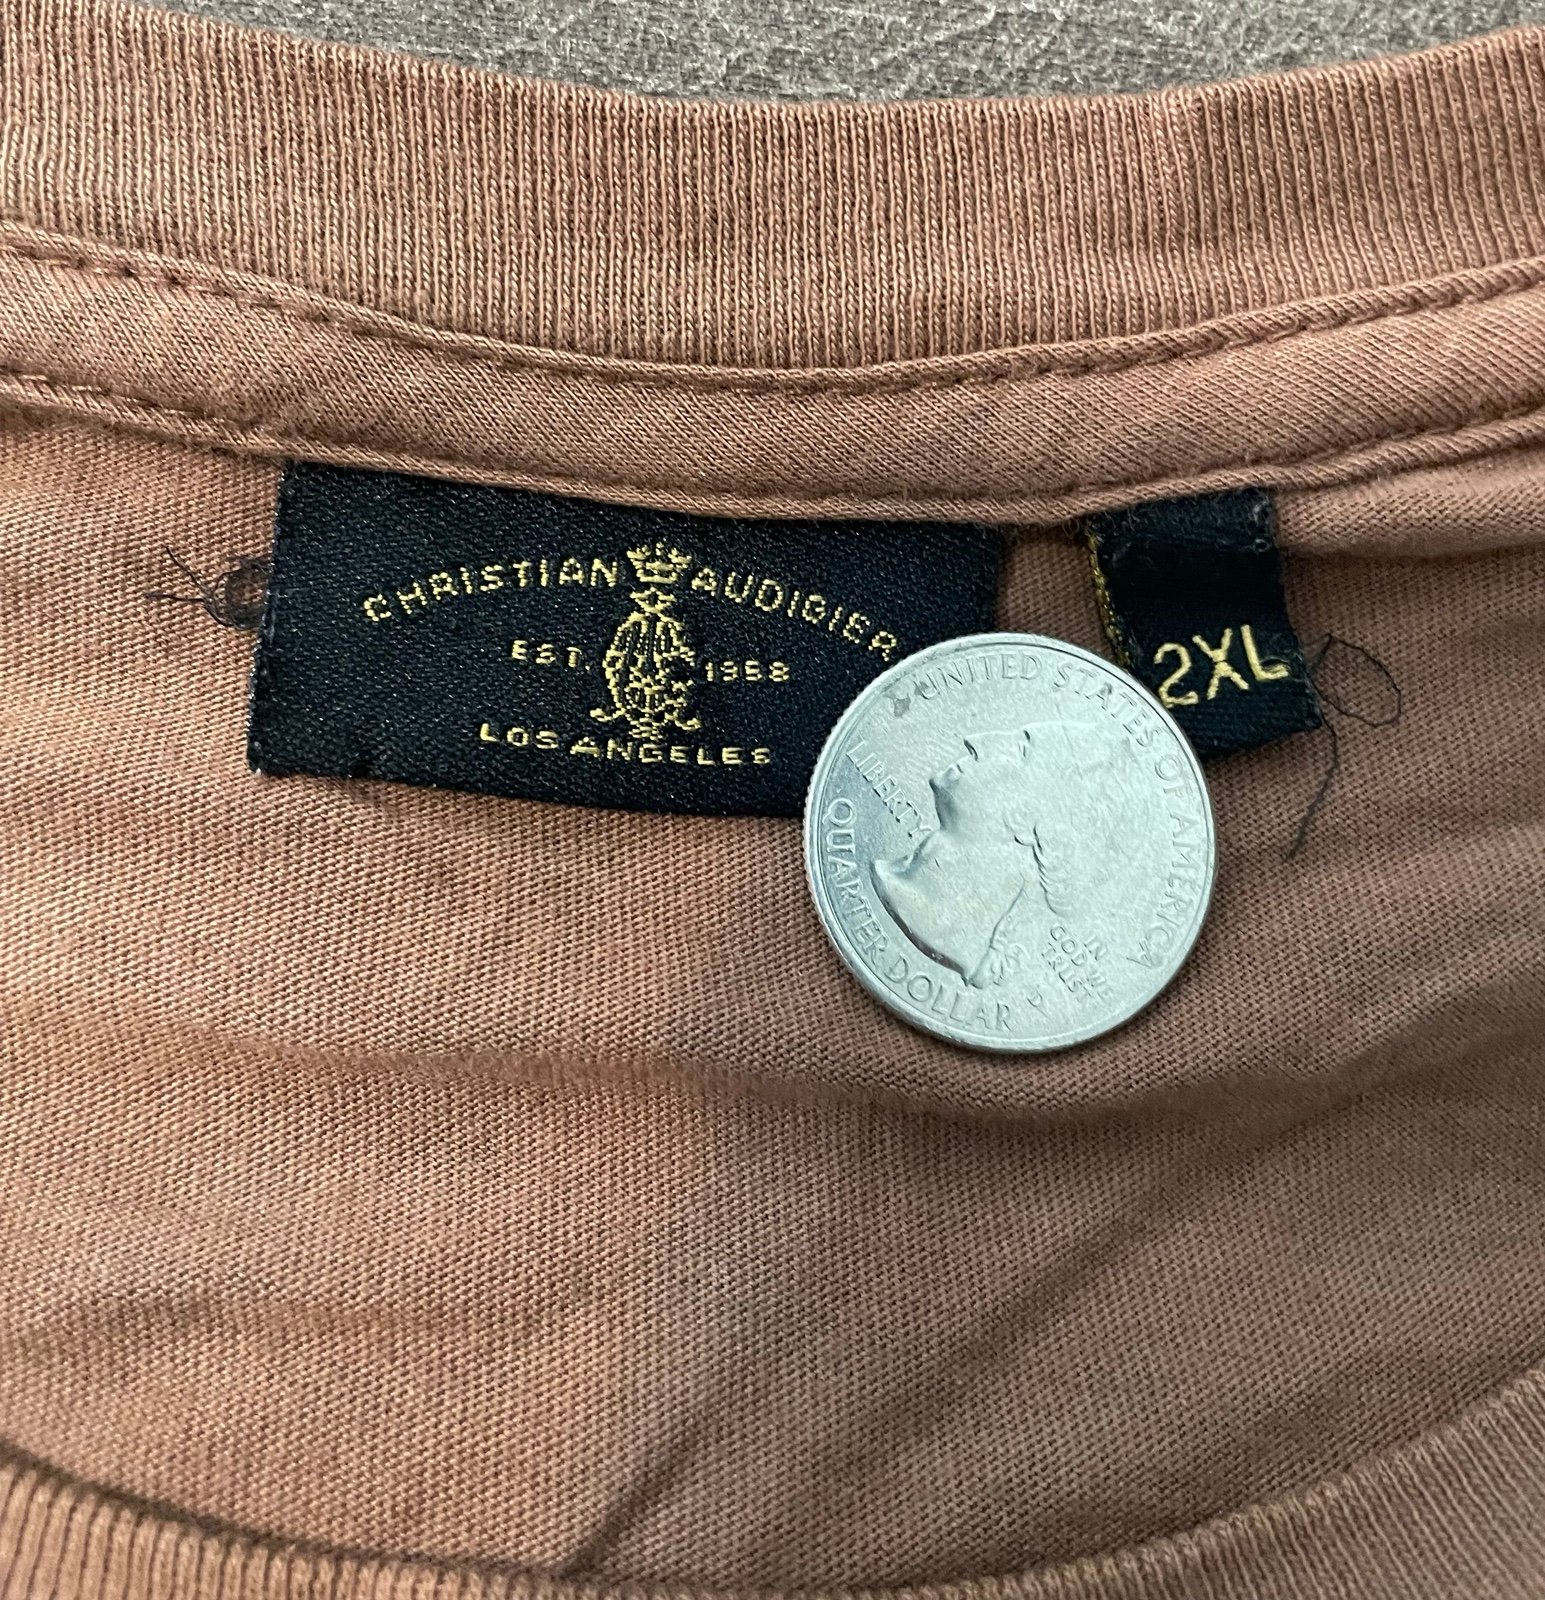 CHRISTIAN AUDIGIER
EST. 1958
LOS ANGELES
2XL
UNITED STATES OF AMERICA
LIBERTY
IN
GOD WE
TRUST
QUARTER DOLLAR